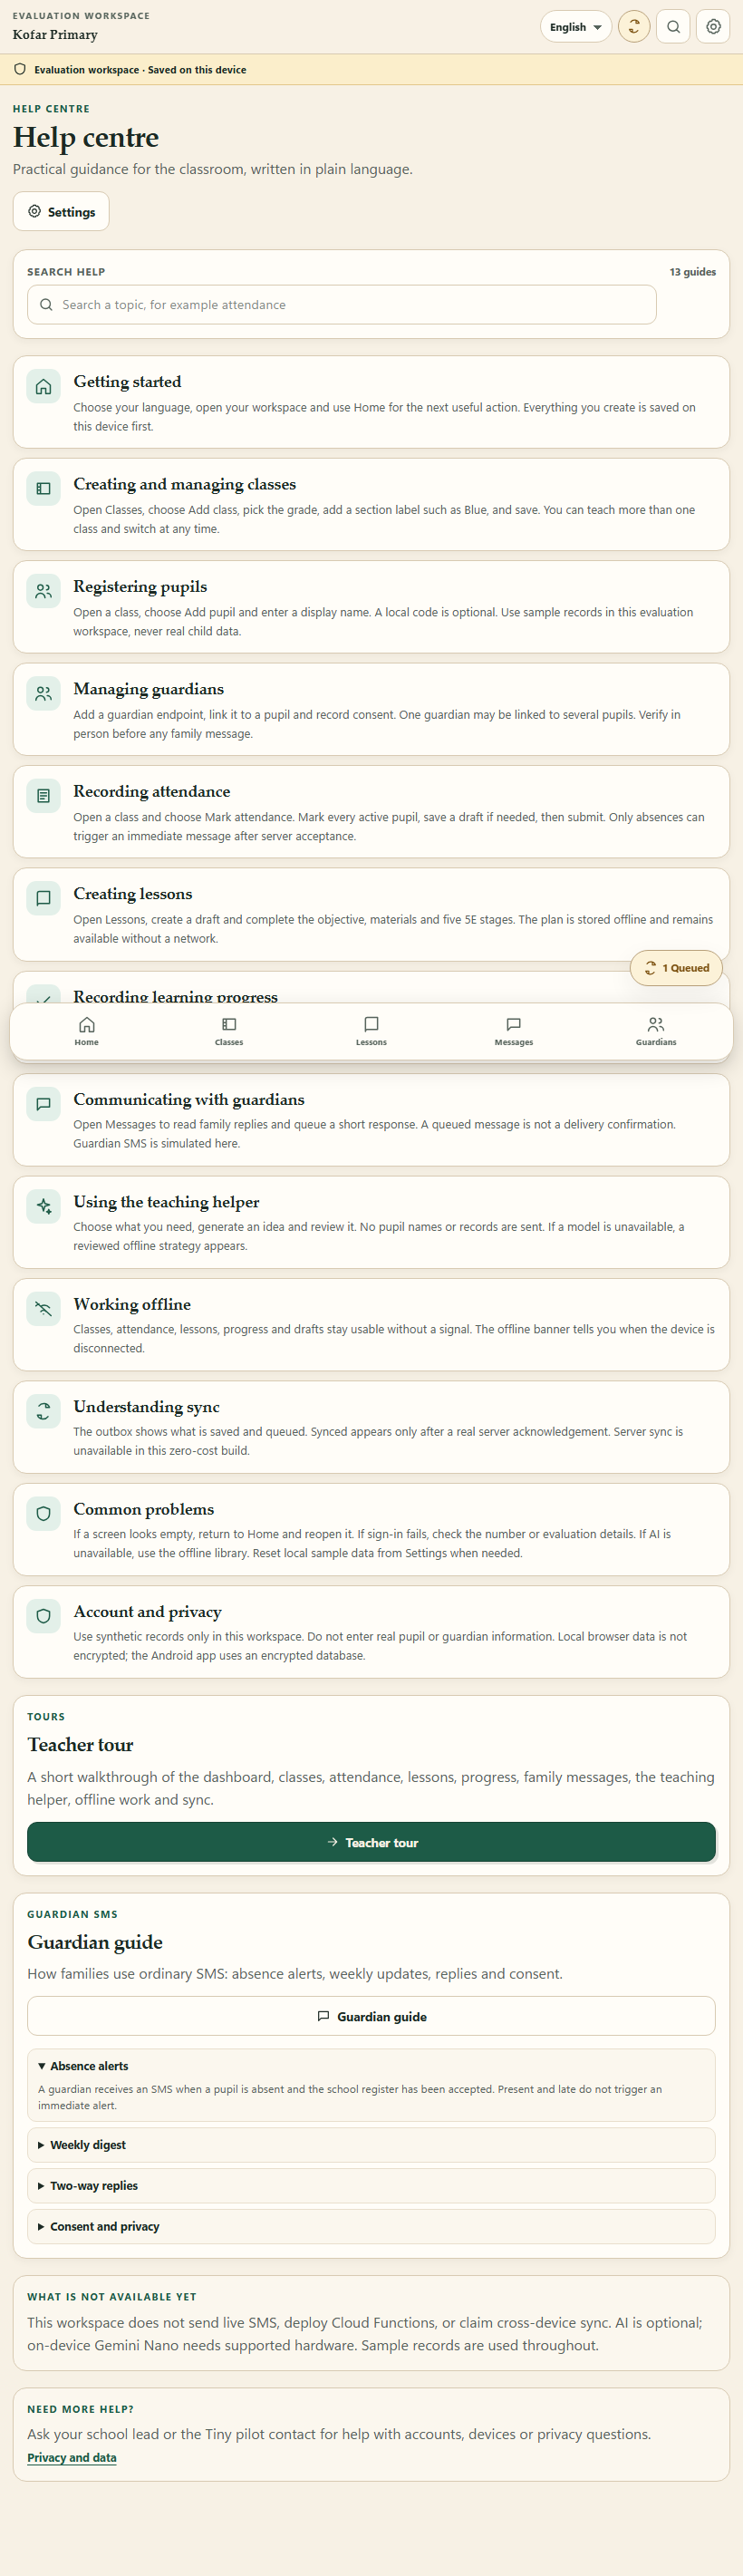 EVALUATION WORKSPACE
Kofar Primary
English
Evaluation workspace · Saved on this device
HELP CENTRE
Help centre
Practical guidance for the classroom, written in plain language.
Settings
SEARCH HELP
13 guides
Search a topic, for example attendance
Getting started
Choose your language, open your workspace and use Home for the next useful action. Everything you create is saved on
this device first.
Creating and managing classes
Open Classes, choose Add class, pick the grade, add a section label such as Blue, and save. You can teach more than one
class and switch at any time.
Registering pupils
Open a class, choose Add pupil and enter a display name. A local code is optional. Use sample records in this evaluation
workspace, never real child data.
Managing guardians
Add a guardian endpoint, link it to a pupil and record consent. One guardian may be linked to several pupils. Verify in
person before any family message.
Recording attendance
Open a class and choose Mark attendance. Mark every active pupil, save a draft if needed, then submit. Only absences can
trigger an immediate message after server acceptance.
Creating lessons
Open Lessons, create a draft and complete the objective, materials and five 5E stages. The plan is stored offline and remains
available without a network.
1 Queued
Recording learning progress
Home
Classes
Lessons
Messages
Guardians
Communicating with guardians
Open Messages to read family replies and queue a short response. A queued message is not a delivery confirmation.
Guardian SMS is simulated here.
Using the teaching helper
Choose what you need, generate an idea and review it. No pupil names or records are sent. If a model is unavailable, a
reviewed offline strategy appears.
Working offline
Classes, attendance, lessons, progress and drafts stay usable without a signal. The offline banner tells you when the device is
disconnected.
Understanding sync
The outbox shows what is saved and queued. Synced appears only after a real server acknowledgement. Server sync is
unavailable in this zero-cost build.
Common problems
If a screen looks empty, return to Home and reopen it. If sign-in fails, check the number or evaluation details. If AI is
unavailable, use the offline library. Reset local sample data from Settings when needed.
Account and privacy
Use synthetic records only in this workspace. Do not enter real pupil or guardian information. Local browser data is not
encrypted; the Android app uses an encrypted database.
TOURS
Teacher tour
A short walkthrough of the dashboard, classes, attendance, lessons, progress, family messages, the teaching
helper, offline work and sync.
Teacher tour
GUARDIAN SMS
Guardian guide
How families use ordinary SMS: absence alerts, weekly updates, replies and consent.
Guardian guide
Absence alerts
A guardian receives an SMS when a pupil is absent and the school register has been accepted. Present and late do not trigger an
immediate alert.
Weekly digest
Two-way replies
Consent and privacy
WHAT IS NOT AVAILABLE YET
This workspace does not send live SMS, deploy Cloud Functions, or claim cross-device sync. AI is optional;
on-device Gemini Nano needs supported hardware. Sample records are used throughout.
NEED MORE HELP?
Ask your school lead or the Tiny pilot contact for help with accounts, devices or privacy questions.
Privacy and data